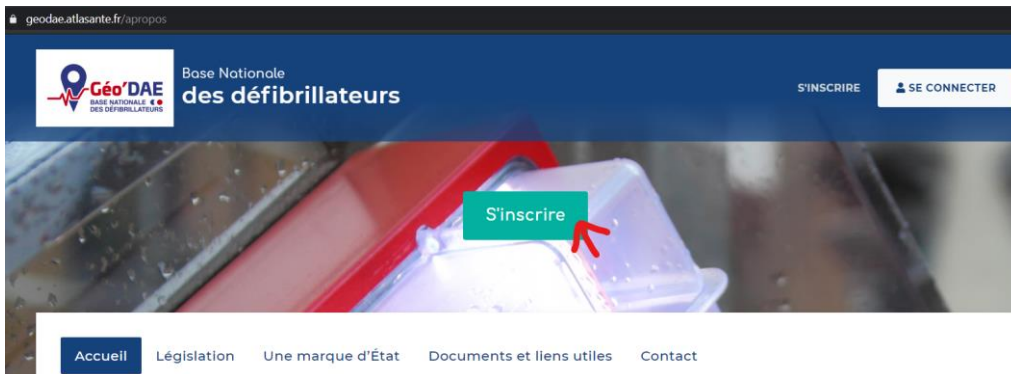 geodae.atlasante.fr/apropos
Géo'DAE
BASE NATIONALE
DES DÉFIBRILLATEURS
Base Nationale
des défibrillateurs
S'INSCRIRE
SE CONNECTER
S'inscrire
Accueil
Législation
Une marque d'État
Documents et liens utiles
Contact